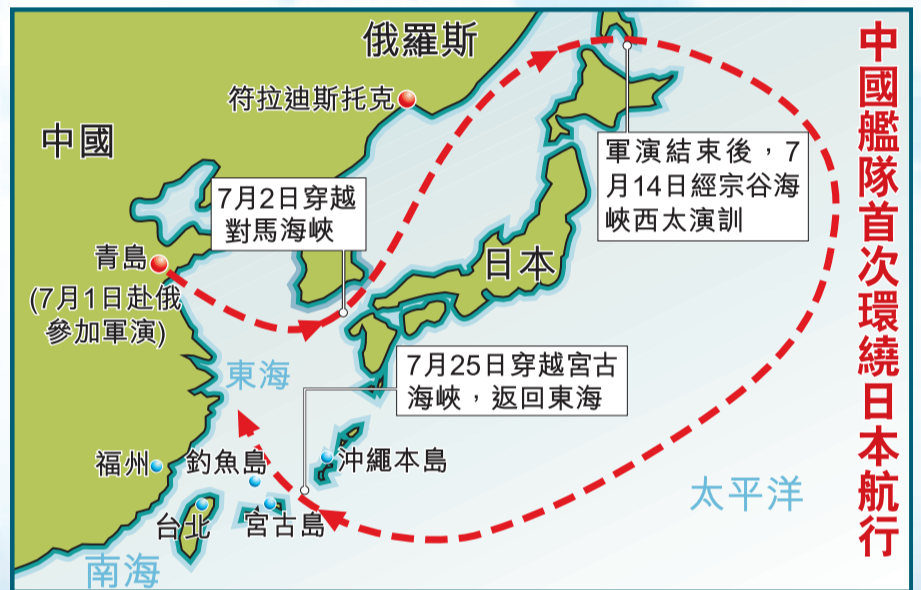 中國艦隊首次環繞日本航行
俄羅斯
符拉迪斯托克
中國
軍演結束後，7
月14日經宗谷海
峽西太演訓
7月2日穿越
對馬海峽
日本
青島
(7月1日赴俄
參加軍演)
東海
7月25日穿越宮古
海峽，返回東海
福州
釣魚島
沖繩本島
太平洋
台北
宮古島
南海